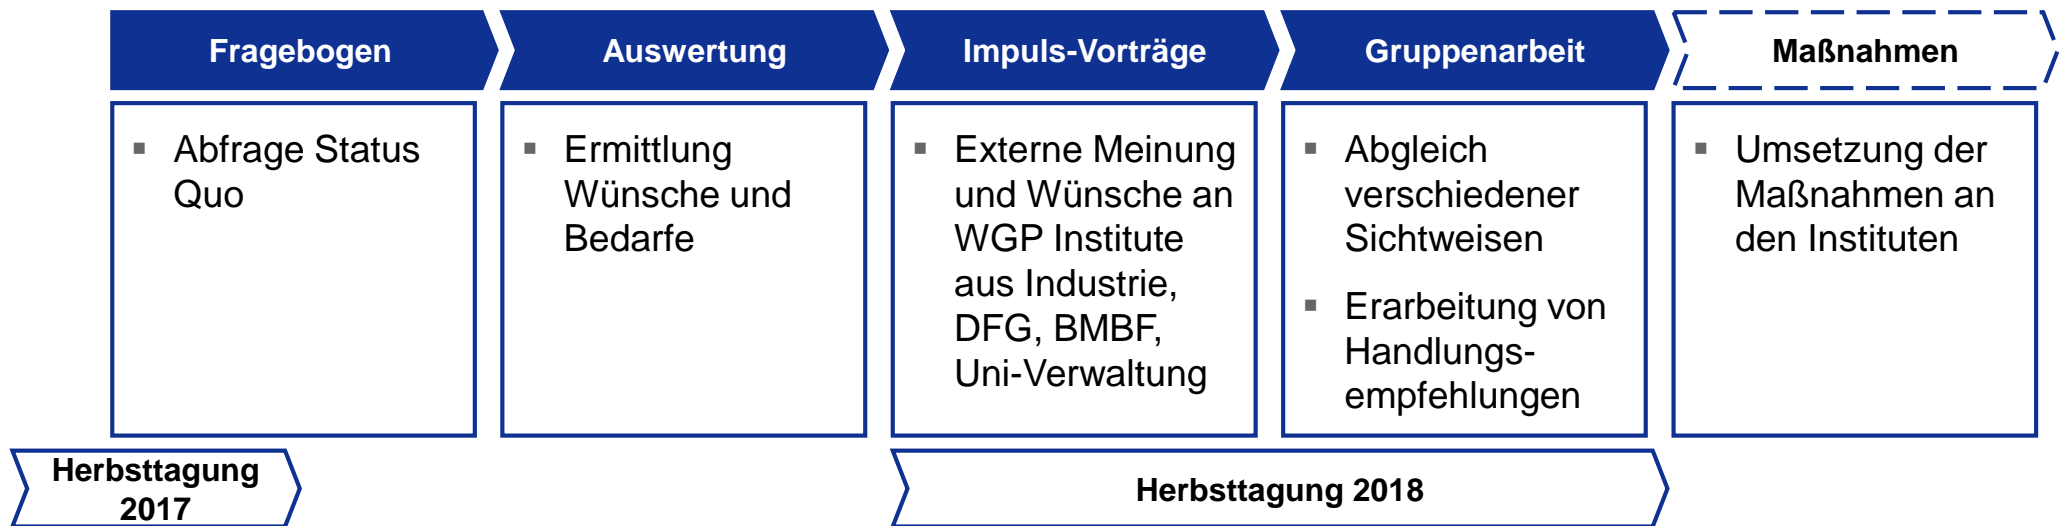 Fragebogen
Auswertung
Impuls-Vorträge
Gruppenarbeit
Maßnahmen
▪ Abfrage Status
Quo
▪ Ermittlung
Wünsche und
Bedarfe
▪ Externe Meinung
und Wünsche an
WGP Institute
aus Industrie,
DFG, BMBF,
Uni-Verwaltung
▪ Abgleich
verschiedener
Sichtweisen
▪ Erarbeitung von
Handlungs-
empfehlungen
▪ Umsetzung der
Maßnahmen an
den Instituten
Herbsttagung
2017
Herbsttagung 2018